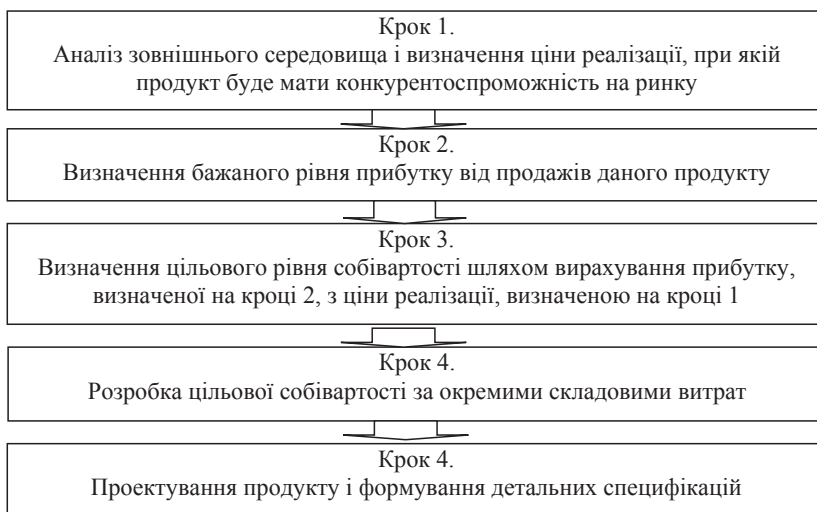 Крок 1.
Аналіз зовнішнього середовища і визначення ціни реалізації, при якій
продукт буде мати конкурентоспроможність на ринку
Крок 2.
Визначення бажаного рівня прибутку від продажів даного продукту
Крок 3.
Визначення цільового рівня собівартості шляхом вирахування прибутку,
визначеної на кроці 2, з ціни реалізації, визначеною на кроці 1
Крок 4.
Розробка цільової собівартості за окремими складовими витрат
Крок 4.
Проектування продукту і формування детальних специфікацій